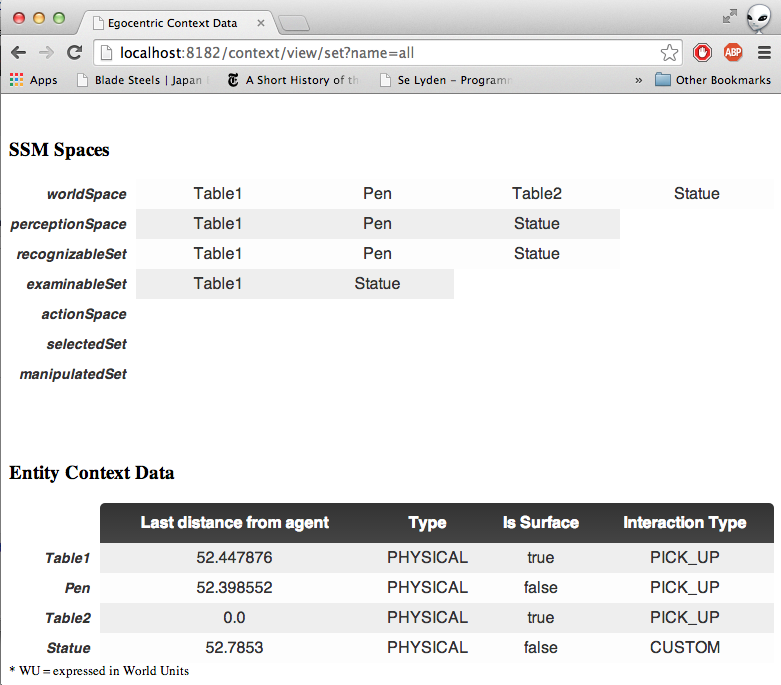 Egocentric Context Data
localhost:8182/context/view/set?name=all
Apps Blade Steels | Japan A Short History of th Se Lyden – Programm » Other Bookmarks
SSM Spaces
worldSpace Table1 Pen Table2 Statue
perceptionSpace Table1 Pen Statue
recognizableSet Table1 Pen Statue
examinableSet Table1 Statue
actionSpace
selectedSet
manipulatedSet
Entity Context Data
Last distance from agent Type Is Surface Interaction Type
Table1 52.447876 PHYSICAL true PICK_UP
Pen 52.398552 PHYSICAL false PICK_UP
Table2 0.0 PHYSICAL true PICK_UP
Statue 52.7853 PHYSICAL false CUSTOM
* WU = expressed in World Units